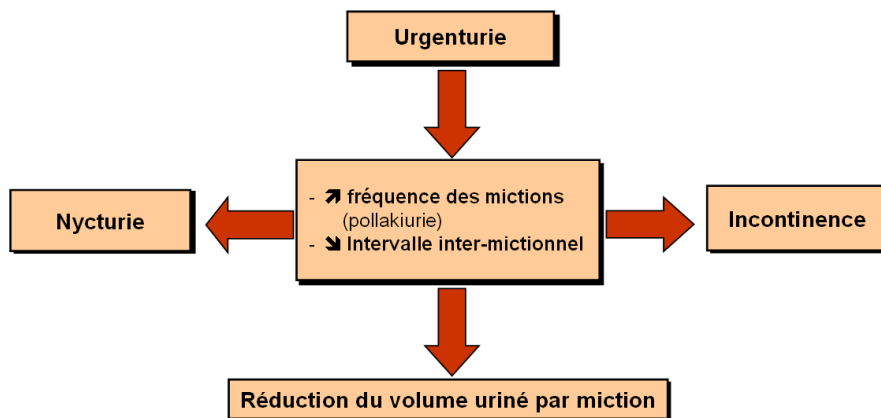 Urgenturie
- ↗ fréquence des mictions
(pollakiurie)
- ↘ Intervalle inter-mictionnel
Nycturie
Incontinence
Réduction du volume uriné par miction